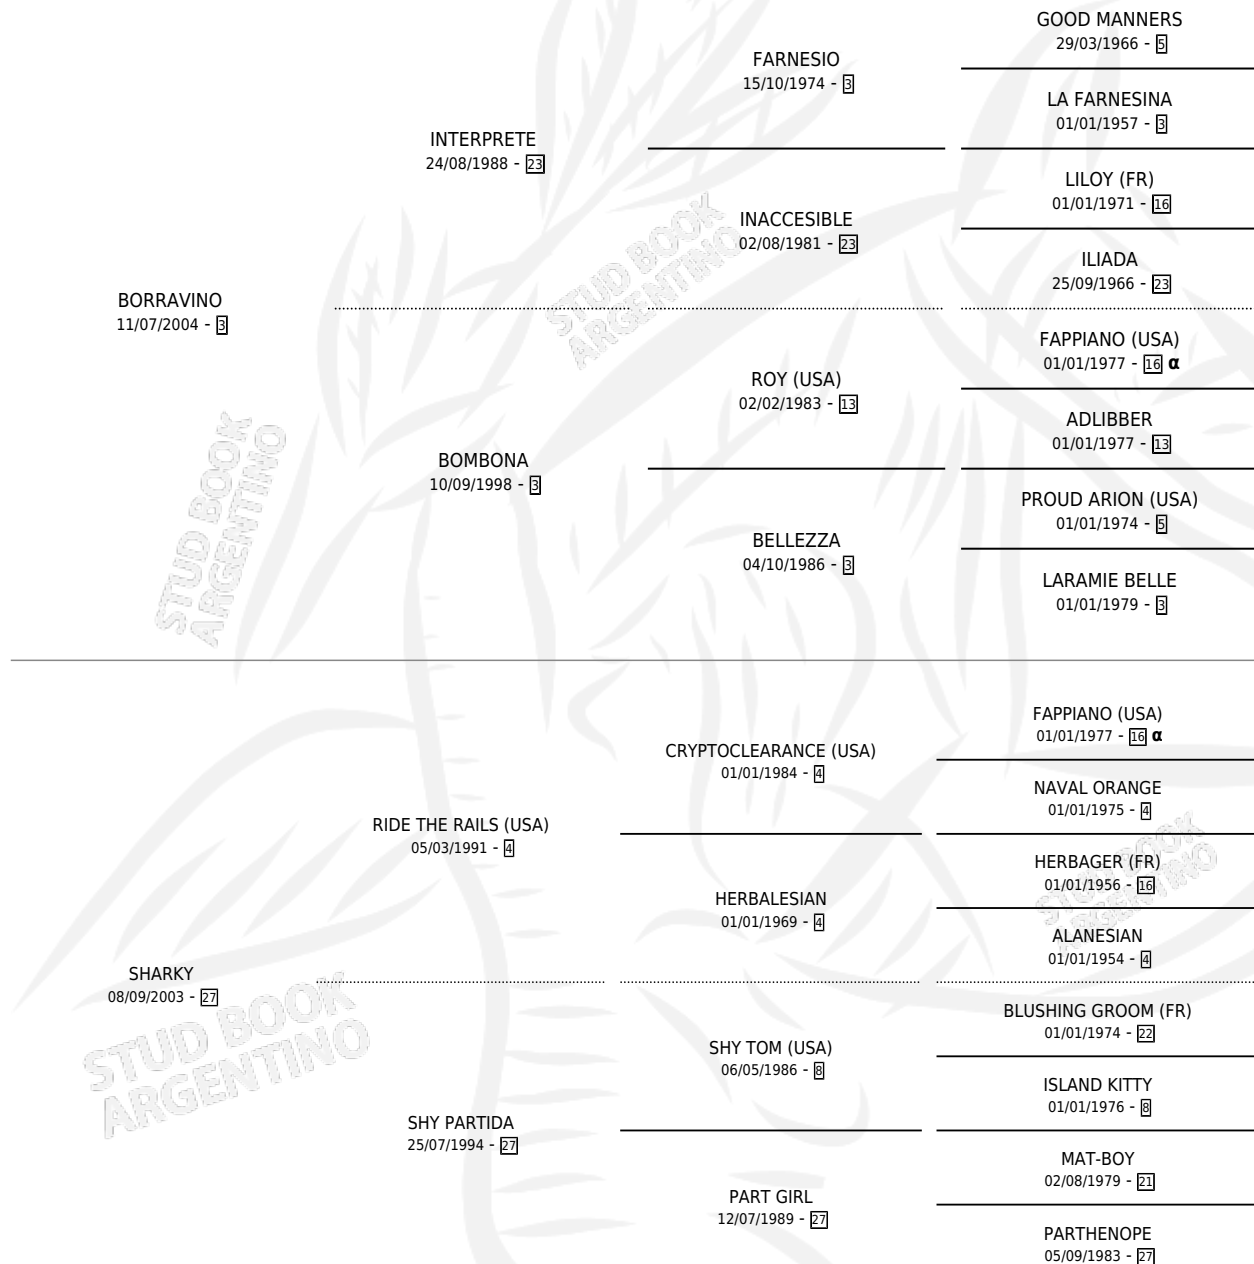 GOOD MANNERS
29/03/1966 - 5
FARNESIO
15/10/1974 - 3
LA FARNESINA
01/01/1957 - 3
INTERPRETE
24/08/1988 - 23
LILOY (FR)
01/01/1971 - 16
INACCESIBLE
02/08/1981 - 23
ILIADA
25/09/1966 - 23
BORRAVINO
11/07/2004 - 3
FAPPIANO (USA)
01/01/1977 - 16 α
ROY (USA)
02/02/1983 - 13
ADLIBBER
01/01/1977 - 13
BOMBONA
10/09/1998 - 3
PROUD ARION (USA)
01/01/1974 - 5
BELLEZZA
04/10/1986 - 3
LARAMIE BELLE
01/01/1979 - 3
FAPPIANO (USA)
01/01/1977 - 16 α
CRYPTOCLEARANCE (USA)
01/01/1984 - 4
NAVAL ORANGE
01/01/1975 - 4
RIDE THE RAILS (USA)
05/03/1991 - 4
HERBAGER (FR)
01/01/1956 - 16
HERBALESIAN
01/01/1969 - 4
ALANESIAN
01/01/1954 - 4
SHARKY
08/09/2003 - 27
BLUSHING GROOM (FR)
01/01/1974 - 22
SHY TOM (USA)
06/05/1986 - 8
ISLAND KITTY
01/01/1976 - 8
SHY PARTIDA
25/07/1994 - 27
MAT-BOY
02/08/1979 - 21
PART GIRL
12/07/1989 - 27
PARTHENOPE
05/09/1983 - 27
STUD BOOK
ARGENTINO
STUD BOOK
ARGENTINO
STUD BOOK
ARGENTINO
STUD BOOK
ARGENTINO